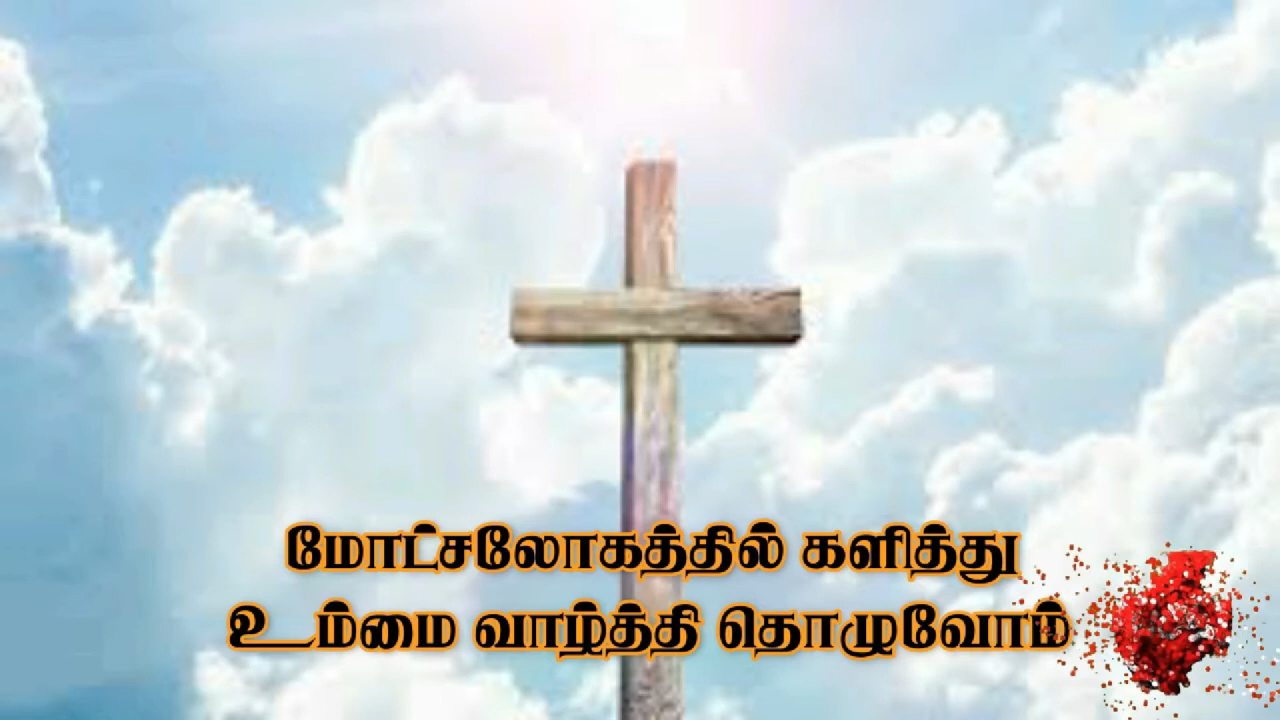 மோட்சலோகத்தில் களித்து
உம்மை வாழ்த்தி தொழுவோம்